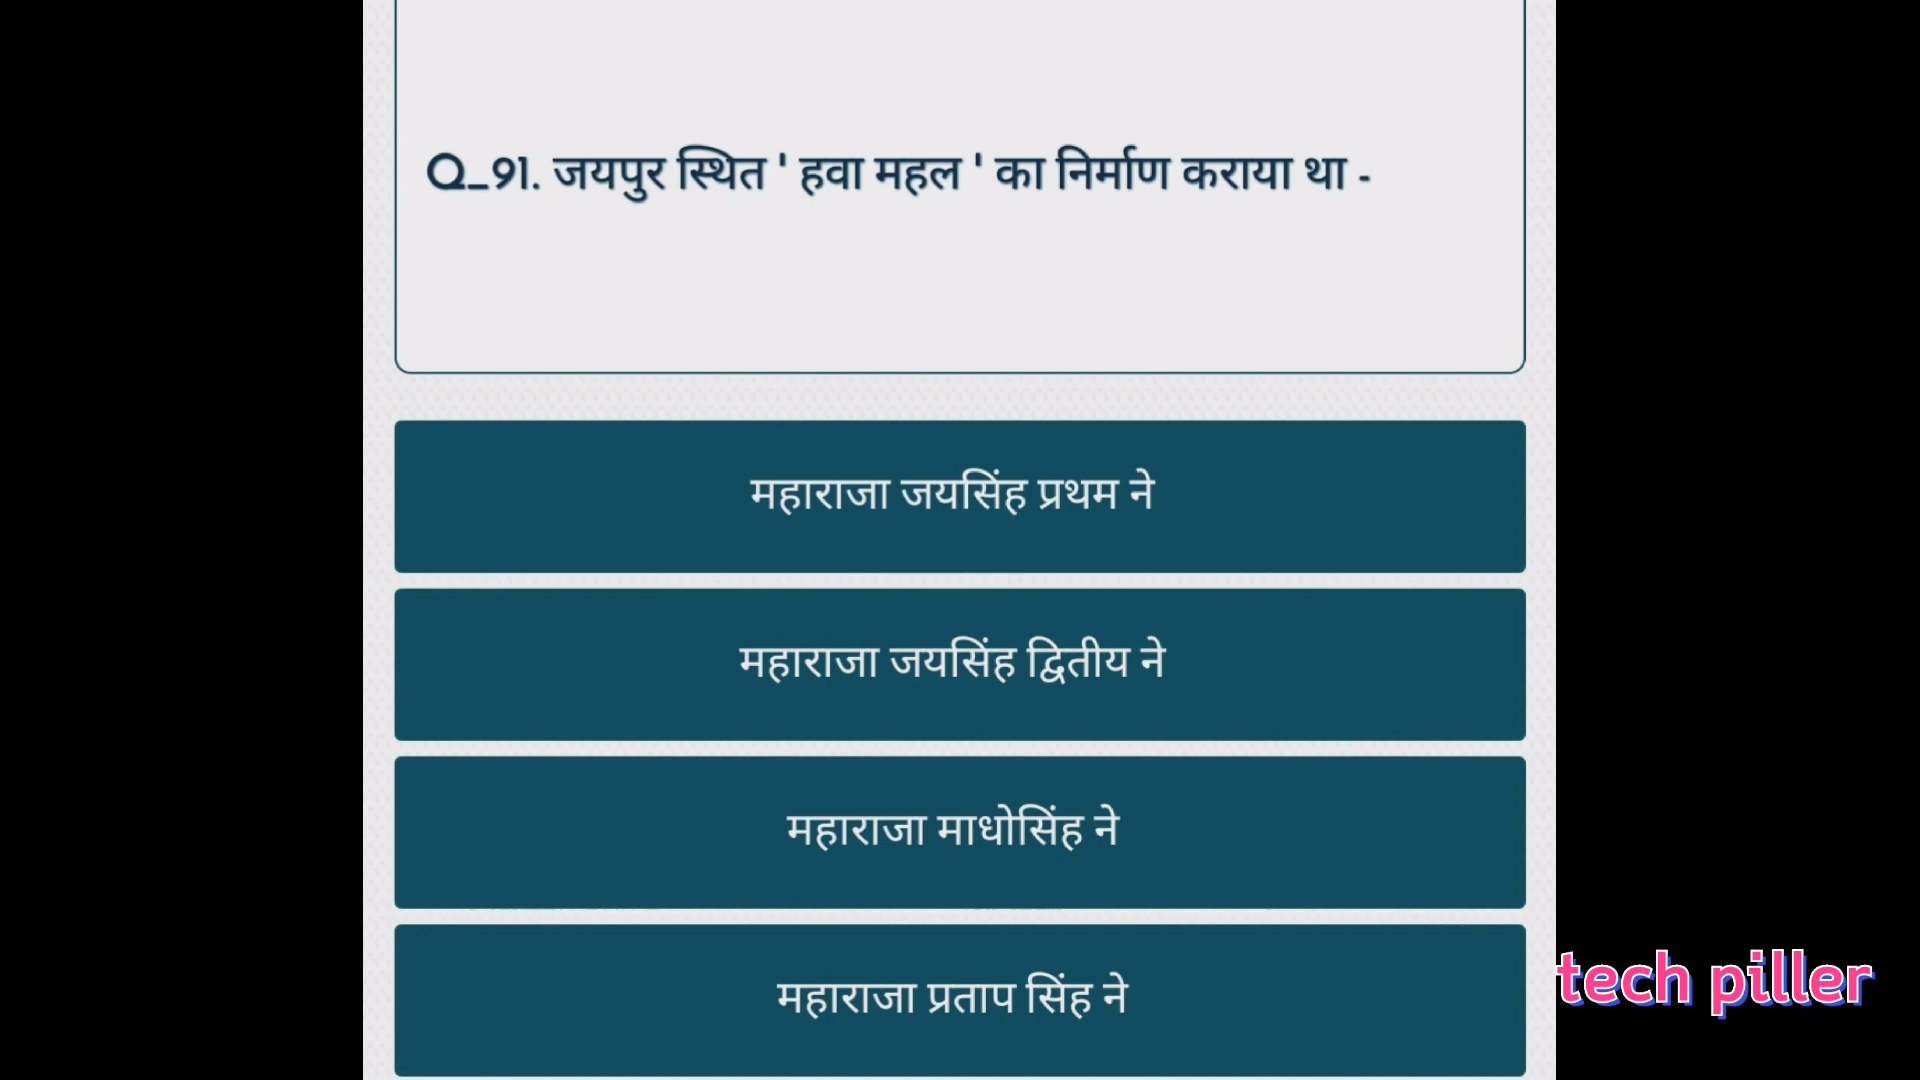 Q_91. जयपुर स्थित ' हवा महल ' का निर्माण कराया था -
महाराजा जयसिंह प्रथम ने
महाराजा जयसिंह द्वितीय ने
महाराजा माधोसिंह ने
महाराजा प्रताप सिंह ने
tech piller